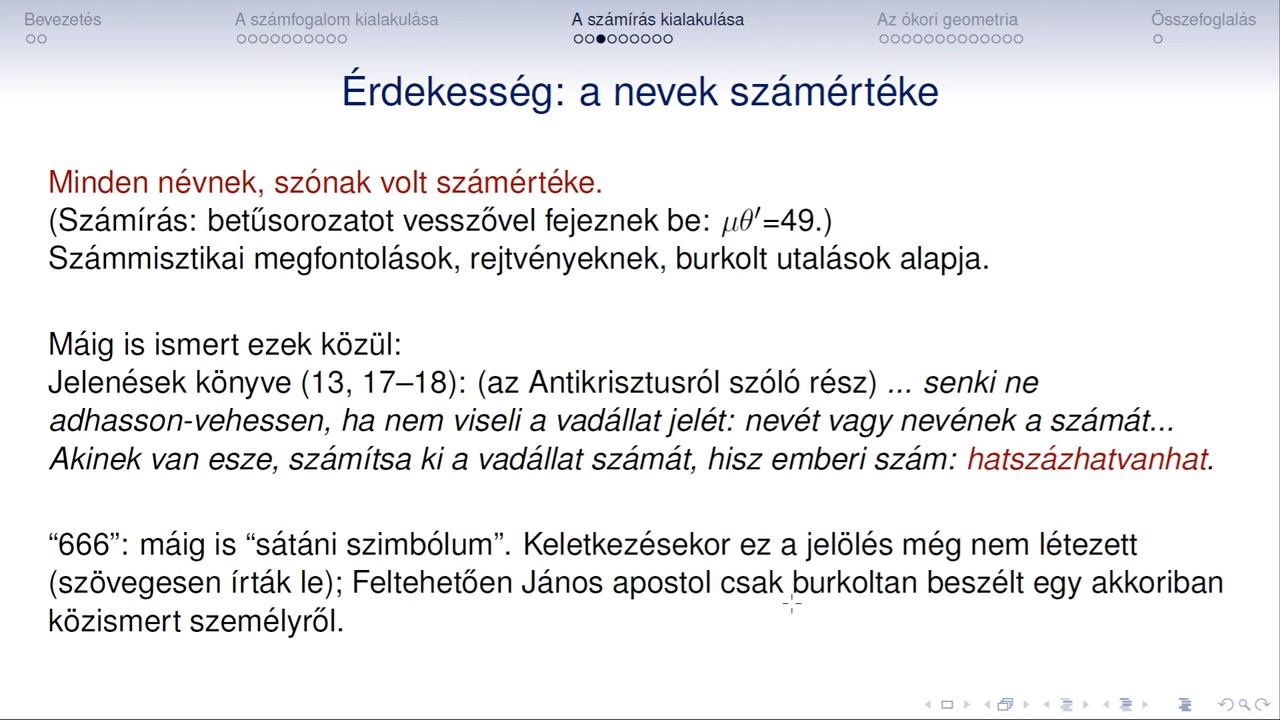 Bevezetés A számfogalom kialakulása A számírás kialakulása Az ókori geometria Összefoglalás
Érdekesség: a nevek számértéke
Minden névnek, szónak volt számértéke.
(Számírás: betűsorozatot vesszővel fejeznek be: μθ′=49.)
Számmisztikai megfontolások, rejtvényeknek, burkolt utalások alapja.
Máig is ismert ezek közül:
Jelenések könyve (13, 17–18): (az Antikrisztusról szóló rész) ... senki ne
adhasson-vehessen, ha nem viseli a vadállat jelét: nevét vagy nevének a számát...
Akinek van esze, számítsa ki a vadállat számát, hisz emberi szám: hatszázhatvanhat.
“666”: máig is “sátáni szimbólum”. Keletkezésekor ez a jelölés még nem létezett
(szövegesen írták le); Feltehetően János apostol csak burkoltan beszélt egy akkoriban
közismert személyről.